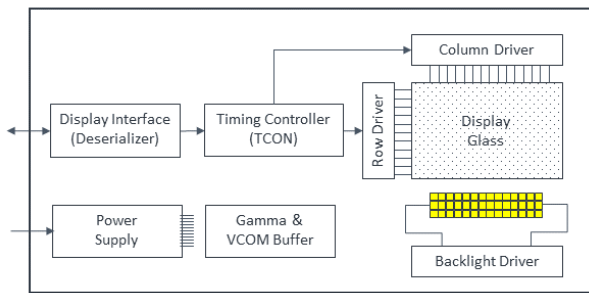 Column Driver
Display Interface
(Deserializer)
Timing Controller
(TCON)
Row Driver
Display
Glass
Power
Supply
Gamma &
VCOM Buffer
Backlight Driver